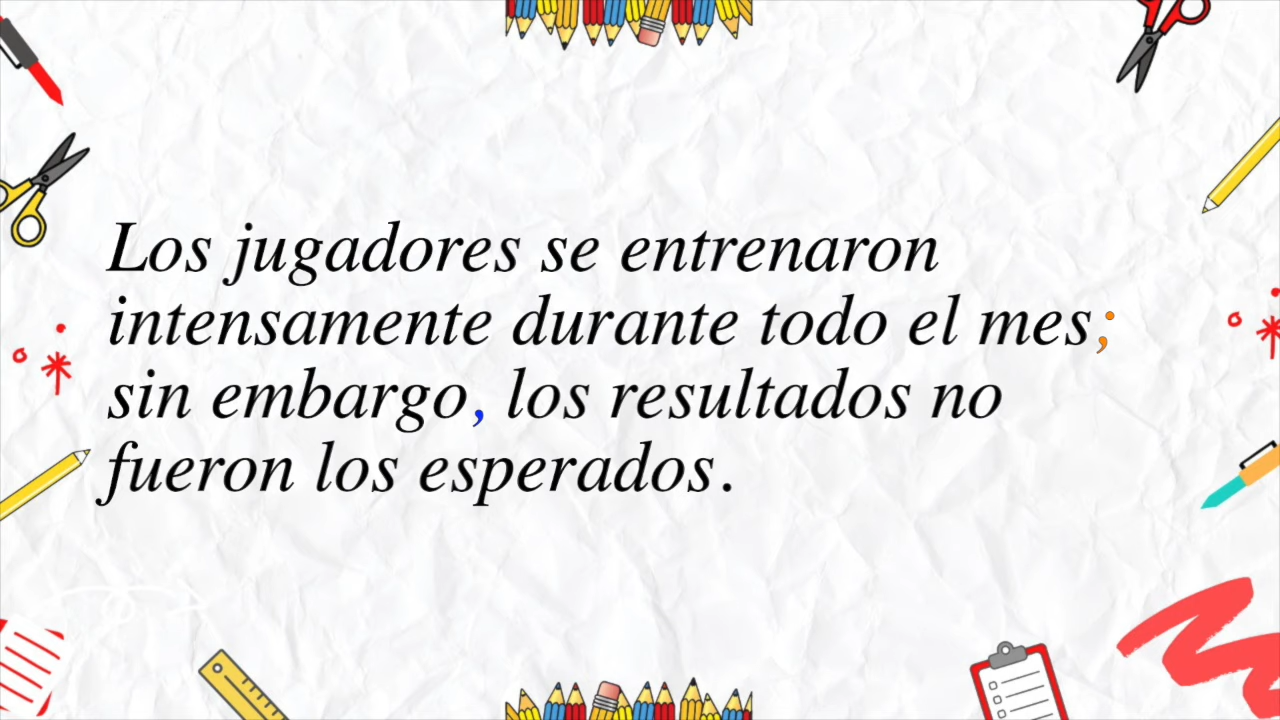 Los jugadores se entrenaron
intensamente durante todo el mes;
sin embargo, los resultados no
fueron los esperados.